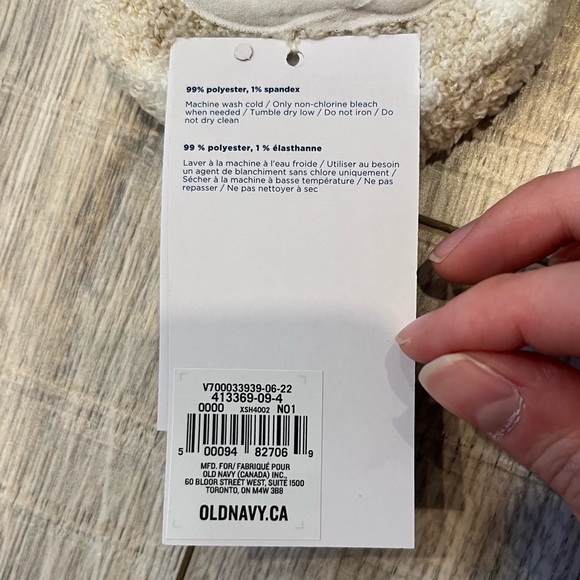 99% polyester, 1% spandex
Machine wash cold / Only non-chlorine bleach
when needed / Tumble dry low / Do not iron / Do
not dry clean
99 % polyester, 1 % élasthanne
Laver à la machine à l'eau froide / Utiliser au besoin
un agent de blanchiment sans chlore uniquement /
Sécher à la machine à basse température / Ne pas
repasser / Ne pas nettoyer à sec
V700033939-06-22
413369-09-4
0000 XSH4002 N01
5 00094 82706 9
MFD. FOR/ FABRIQUÉ POUR
OLD NAVY (CANADA) INC.,
60 BLOOR STREET WEST, SUITE 1500
TORONTO, ON M4W 3B8
OLDNAVY.CA